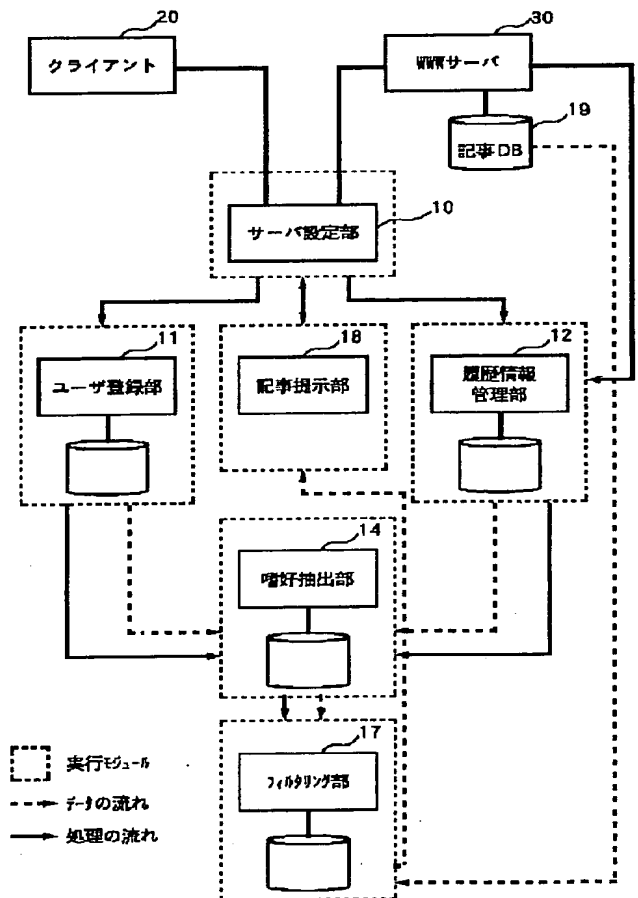 20
クライアント
30
WWWサーバ
19
記事DB
10
サーバ設定部
11
ユーザ登録部
18
記事提示部
12
履歴情報
管理部
14
嗜好抽出部
17
フィルタリング部
実行モジュール
データの流れ
処理の流れ